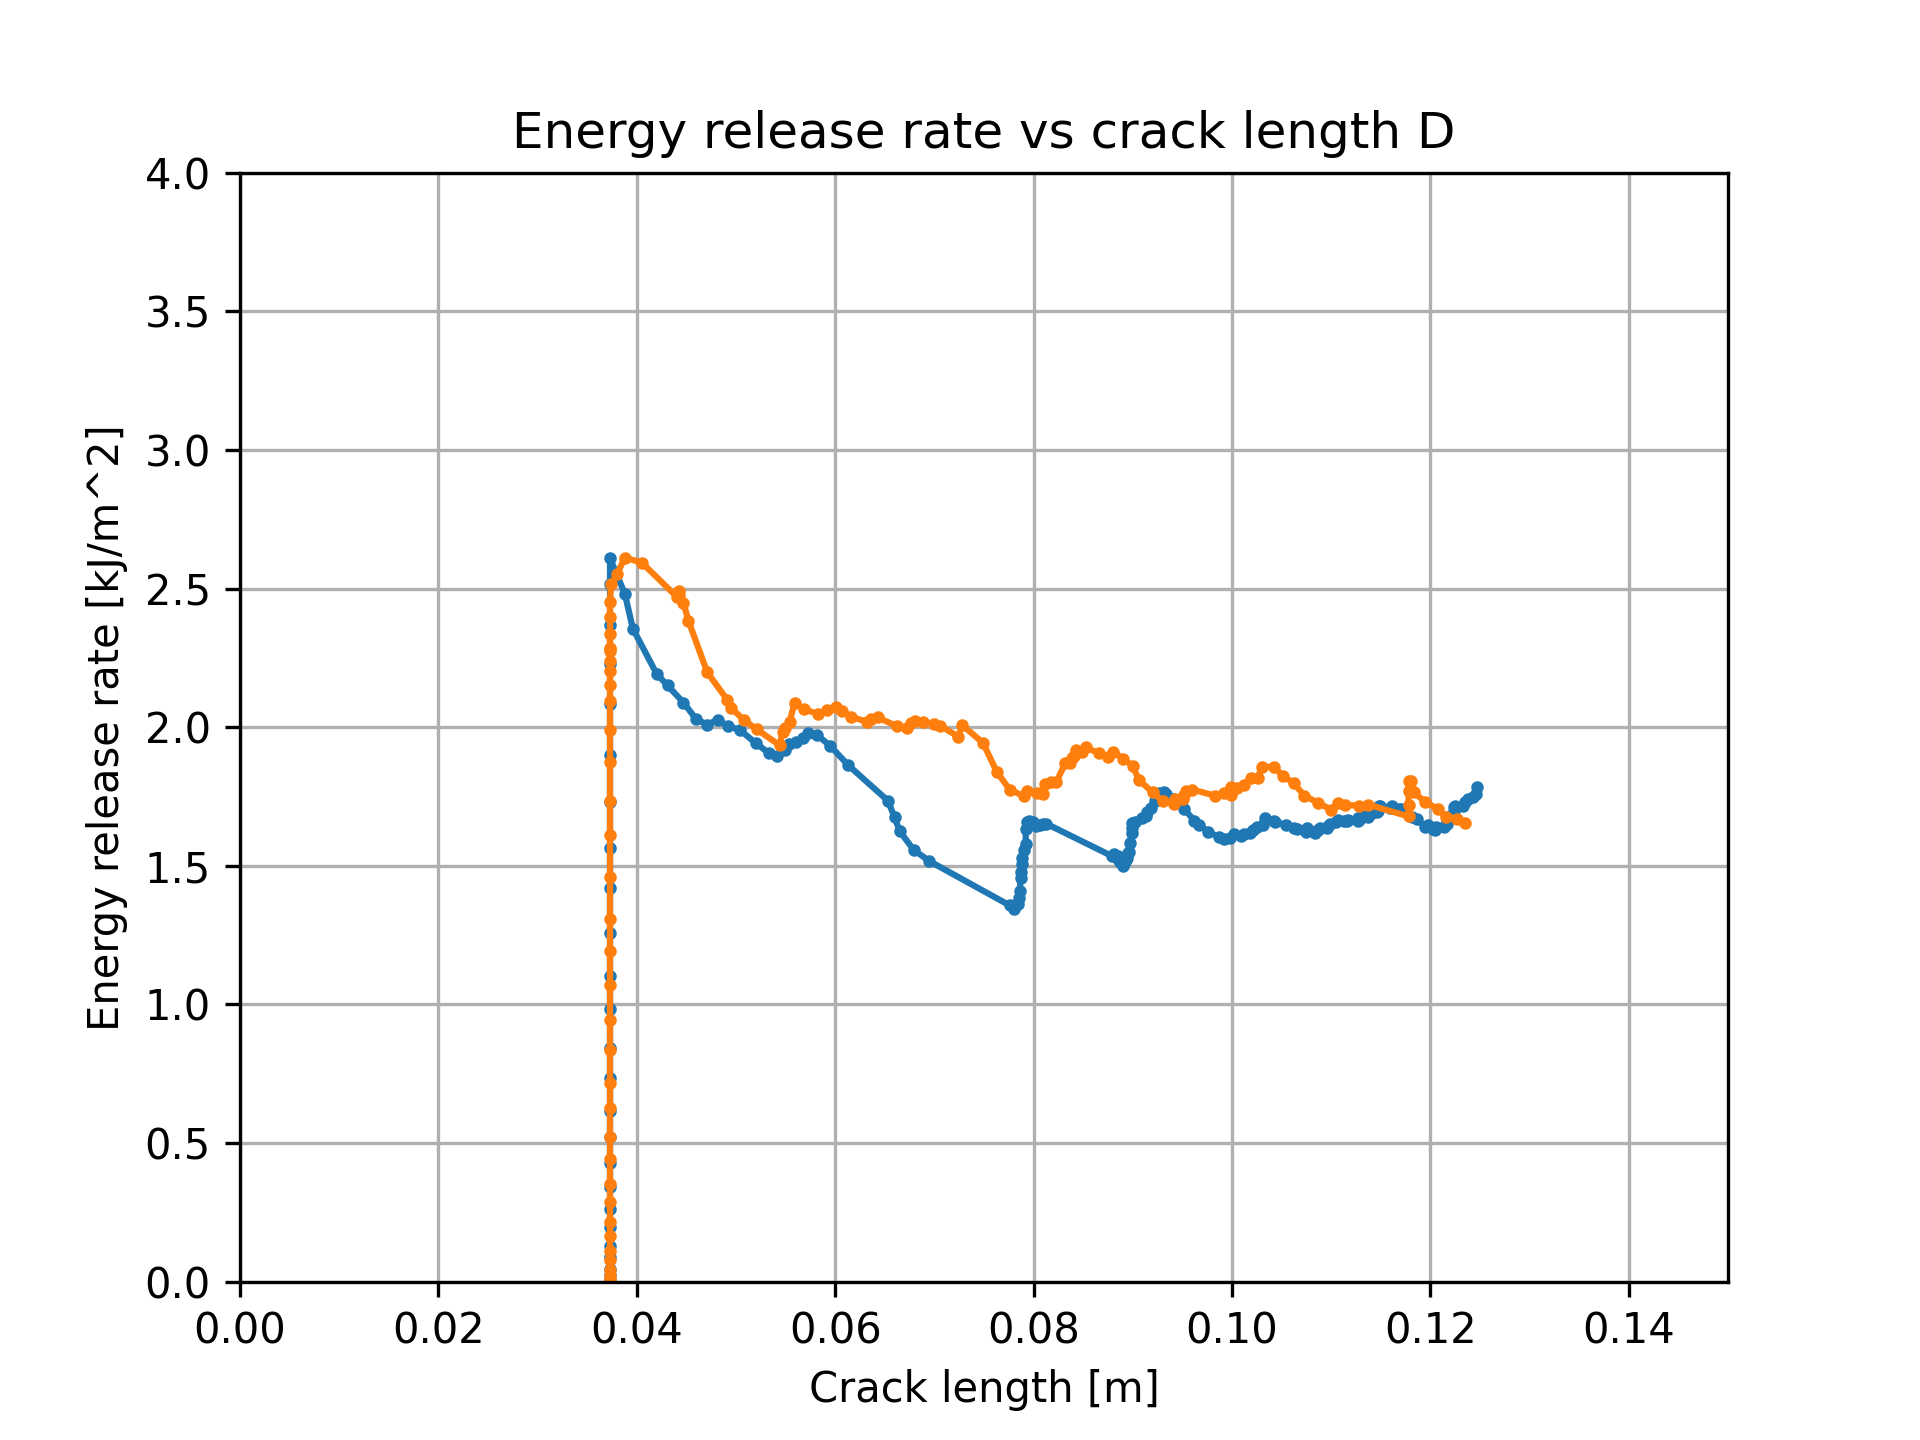 Energy release rate vs crack length D
4.0
3.5
3.0
2.5
2.0
1.5
1.0
0.5
0.0
Energy release rate [kJ/m^2]
0.00 0.02 0.04 0.06 0.08 0.10 0.12 0.14
Crack length [m]